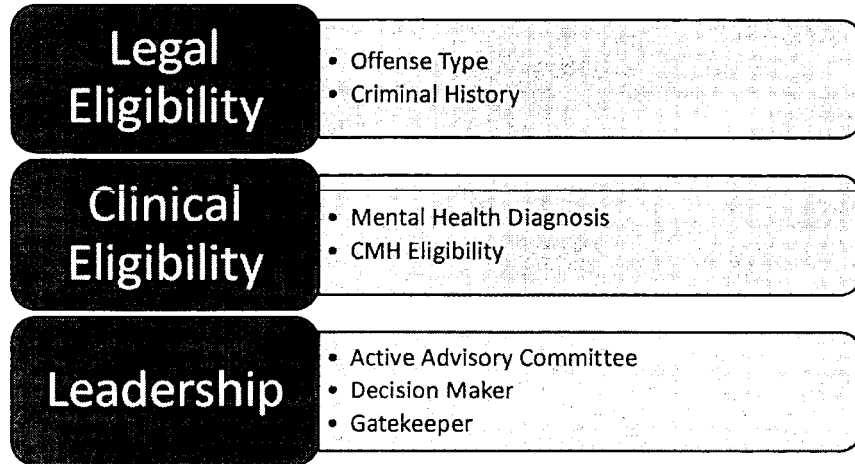 Legal
Eligibility
• Offense Type
• Criminal History
Clinical
Eligibility
• Mental Health Diagnosis
• CMH Eligibility
Leadership
• Active Advisory Committee
• Decision Maker
• Gatekeeper